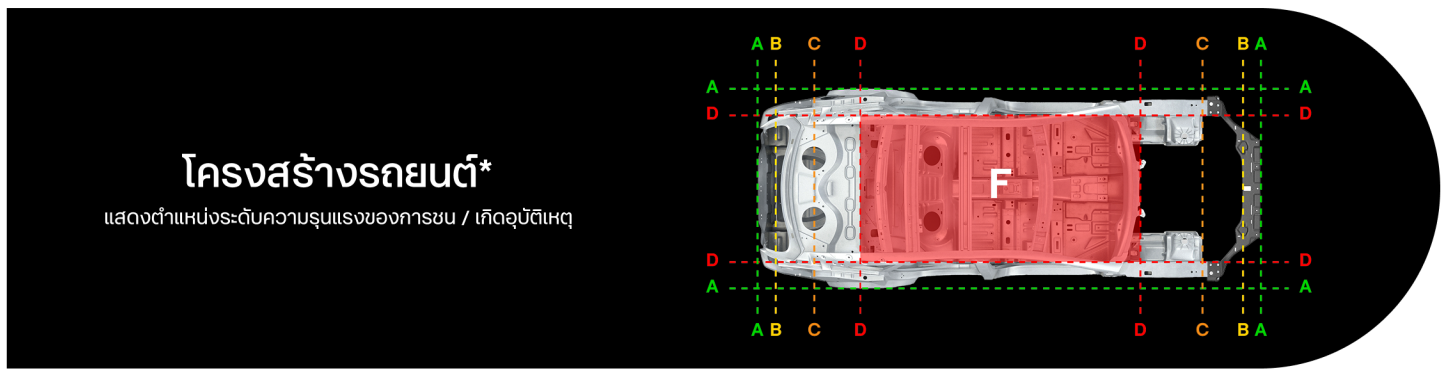 โครงสร้างรถยนต์*
แสดงตำแหน่งระดับความรุนแรงของการชน / เกิดอุบัติเหตุ
A B C D D C B A
A A
D D
F
D D
A A
A B C D D C B A